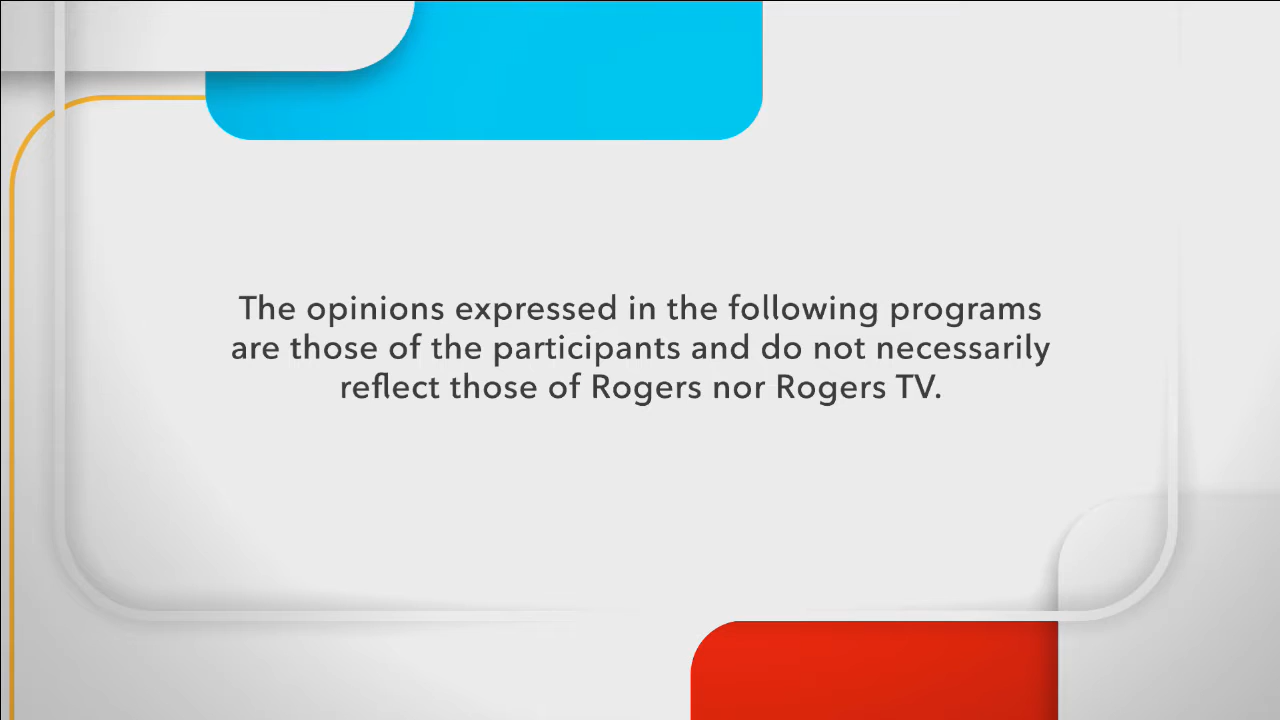 The opinions expressed in the following programs
are those of the participants and do not necessarily
reflect those of Rogers nor Rogers TV.